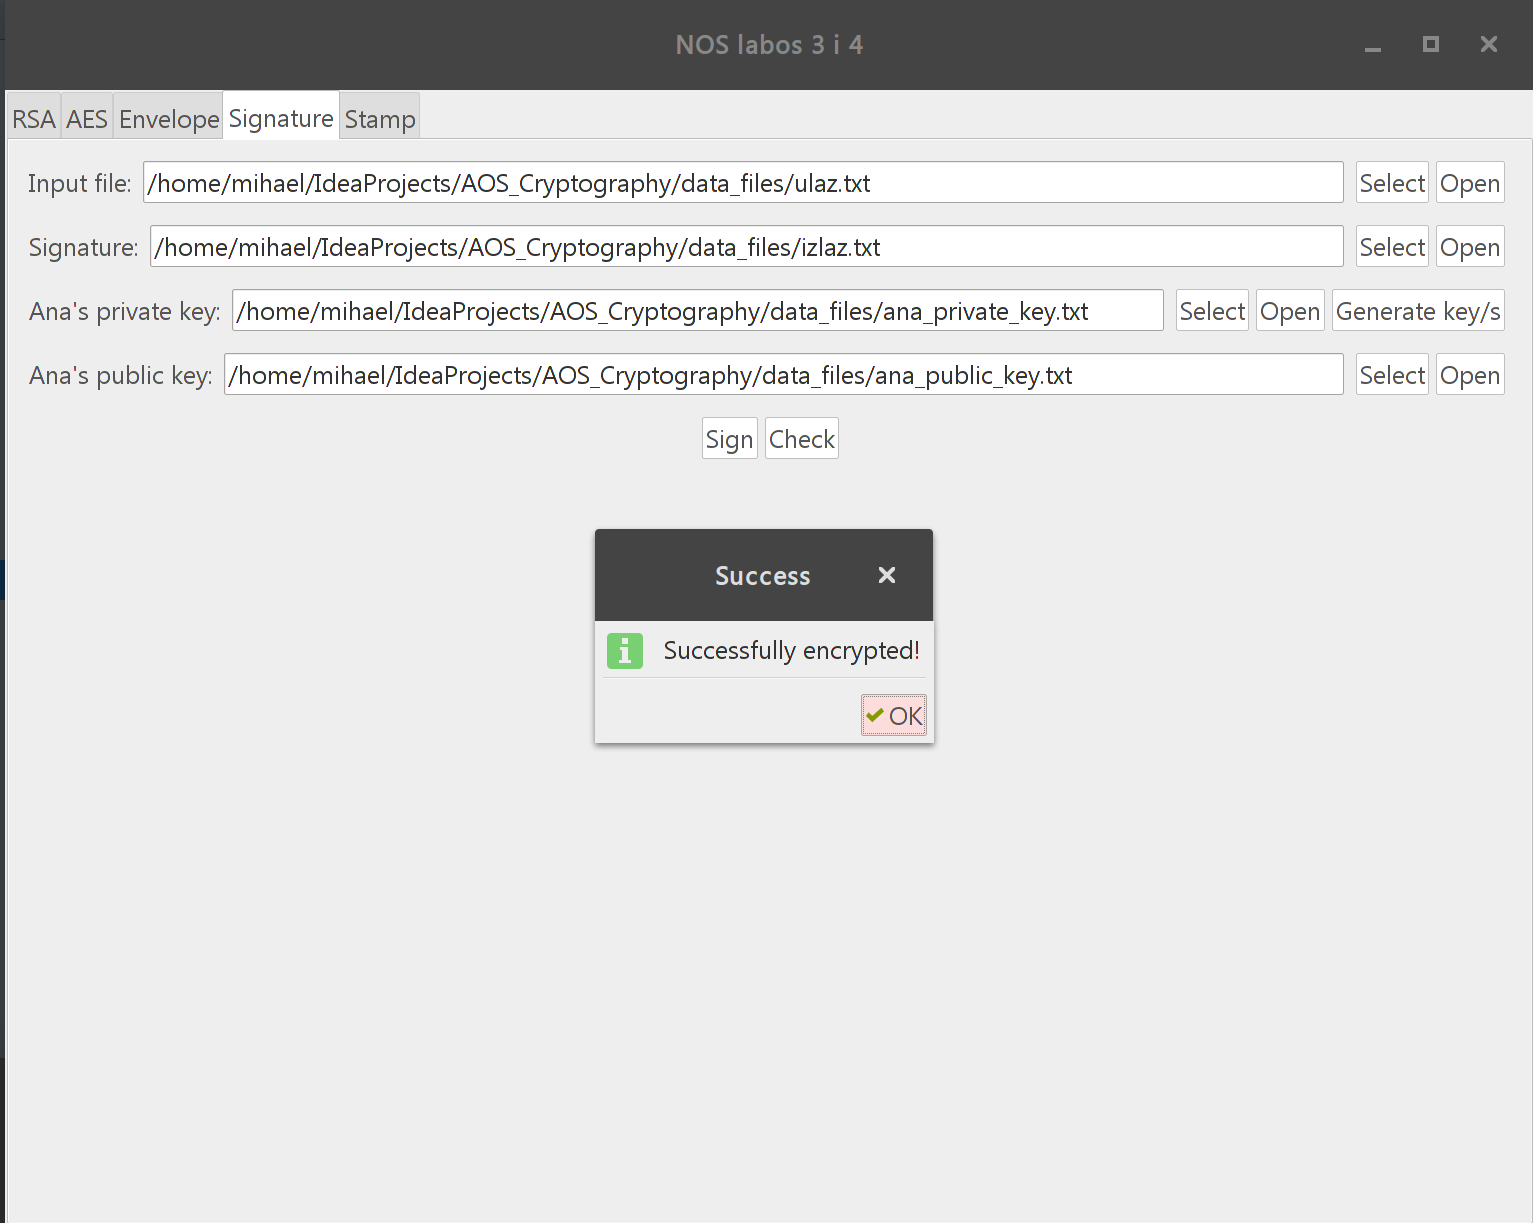 NOS labos 3 i 4
RSA AES Envelope Signature Stamp
Input file: /home/mihael/IdeaProjects/AOS_Cryptography/data_files/ulaz.txt Select Open
Signature: /home/mihael/IdeaProjects/AOS_Cryptography/data_files/izlaz.txt Select Open
Ana's private key: /home/mihael/IdeaProjects/AOS_Cryptography/data_files/ana_private_key.txt Select Open Generate key/s
Ana's public key: /home/mihael/IdeaProjects/AOS_Cryptography/data_files/ana_public_key.txt Select Open
Sign Check
Success
Successfully encrypted!
OK